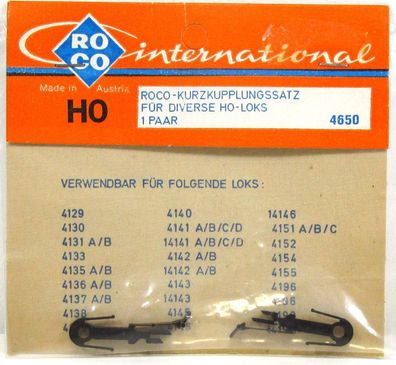 ROCO international
Made in Austria
HO
ROCO-KURZKUPPLUNGSSATZ
FÜR DIVERSE HO-LOKS
1 PAAR 4650
VERWENDBAR FÜR FOLGENDE LOKS:
4129 4140 14146
4130 4141 A/B/C/D 4151 A/B/C
4131 A/B 14141 A/B/C/D 4152
4133 4142 A/B 4154
4135 A/B 14142 A/B 4155
4136 A/B 4143 4196
4137 A/B 14143
4138